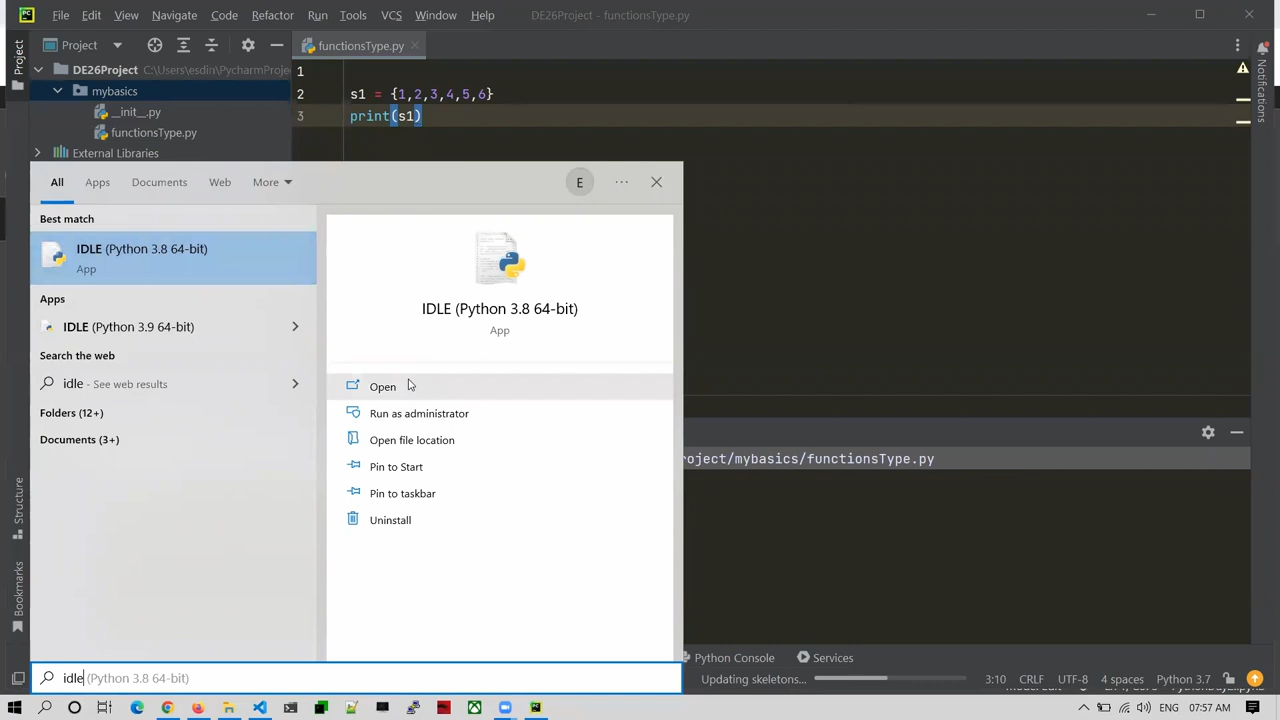 File Edit View Navigate Code Refactor Run Tools VCS Window Help DE26Project - functionsType.py
Project
functionsType.py
DE26Project C:\Users\esdin\PycharmProje
mybasics
__init__.py
functionsType.py
External Libraries
1
2 s1 = {1,2,3,4,5,6}
3 print(s1)
Project
Structure
Bookmarks
Notifications
All Apps Documents Web More E
Best match
IDLE (Python 3.8 64-bit)
App
Apps
IDLE (Python 3.9 64-bit)
Search the web
idle - See web results
Folders (12+)
Documents (3+)
IDLE (Python 3.8 64-bit)
App
Open
Run as administrator
Open file location
Pin to Start
Pin to taskbar
Uninstall
oject/mybasics/functionsType.py
Python Console Services
idle (Python 3.8 64-bit)
Updating skeletons... 3:10 CRLF UTF-8 4 spaces Python 3.7
ENG 07:57 AM